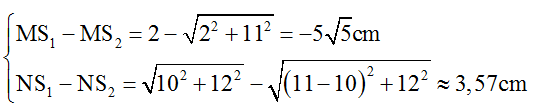 MS₁ − MS₂ = 2 − √(2² + 11²) = −5√5cm
NS₁ − NS₂ = √(10² + 12²) − √((11−10)² + 12²) ≈ 3,57cm